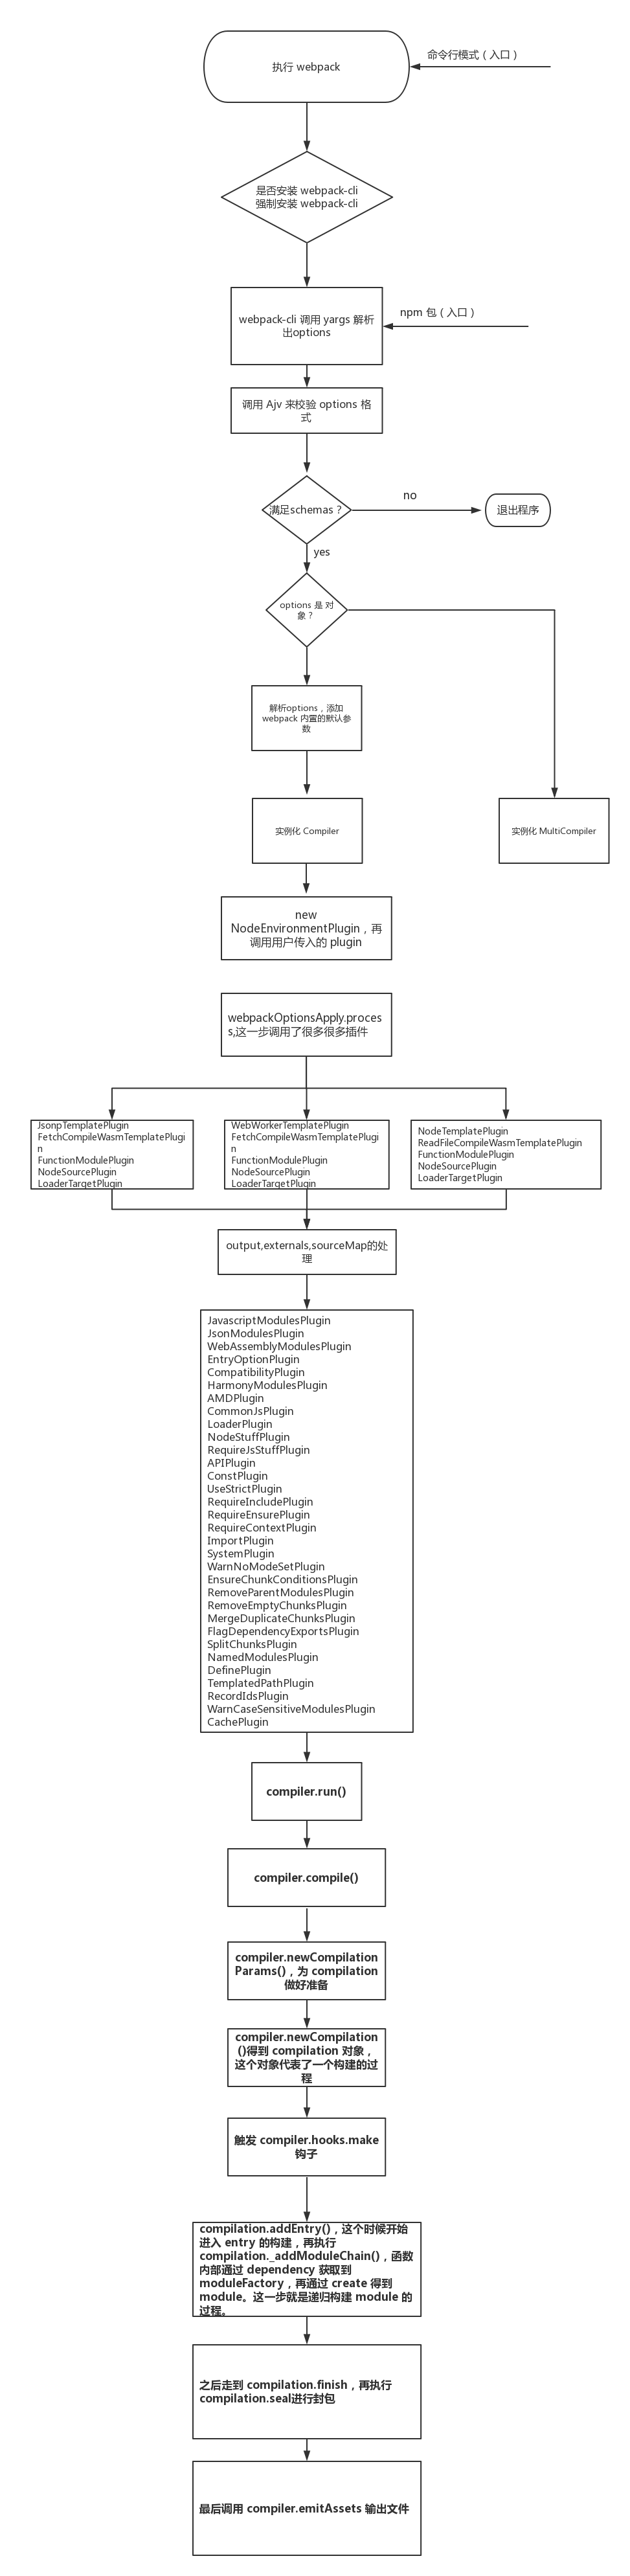 命令行模式（入口）
执行 webpack
是否安装 webpack-cli
强制安装 webpack-cli
npm 包（入口）
webpack-cli 调用 yargs 解析
出options
调用 Ajv 来校验 options 格
式
no
满足schemas？
退出程序
yes
options 是 对
象？
解析options，添加
webpack 内置的默认参
数
实例化 Compiler
实例化 MultiCompiler
new
NodeEnvironmentPlugin，再
调用用户传入的 plugin
webpackOptionsApply.proces
s,这一步调用了很多很多插件
JsonpTemplatePlugin
FetchCompileWasmTemplatePlugi
n
FunctionModulePlugin
NodeSourcePlugin
LoaderTargetPlugin
WebWorkerTemplatePlugin
FetchCompileWasmTemplatePlugi
n
FunctionModulePlugin
NodeSourcePlugin
LoaderTargetPlugin
NodeTemplatePlugin
ReadFileCompileWasmTemplatePlugin
FunctionModulePlugin
NodeSourcePlugin
LoaderTargetPlugin
output,externals,sourceMap的处
理
JavascriptModulesPlugin
JsonModulesPlugin
WebAssemblyModulesPlugin
EntryOptionPlugin
CompatibilityPlugin
HarmonyModulesPlugin
AMDPlugin
CommonJsPlugin
LoaderPlugin
NodeStuffPlugin
RequireJsStuffPlugin
APIPlugin
ConstPlugin
UseStrictPlugin
RequireIncludePlugin
RequireEnsurePlugin
RequireContextPlugin
ImportPlugin
SystemPlugin
WarnNoModeSetPlugin
EnsureChunkConditionsPlugin
RemoveParentModulesPlugin
RemoveEmptyChunksPlugin
MergeDuplicateChunksPlugin
FlagDependencyExportsPlugin
SplitChunksPlugin
NamedModulesPlugin
DefinePlugin
TemplatedPathPlugin
RecordIdsPlugin
WarnCaseSensitiveModulesPlugin
CachePlugin
compiler.run()
compiler.compile()
compiler.newCompilation
Params()，为 compilation
做好准备
compiler.newCompilation
()得到 compilation 对象，
这个对象代表了一个构建的过
程
触发 compiler.hooks.make
钩子
compilation.addEntry()，这个时候开始
进入 entry 的构建，再执行
compilation._addModuleChain()，函数
内部通过 dependency 获取到
moduleFactory，再通过 create 得到
module。这一步就是递归构建 module 的
过程。
之后走到 compilation.finish，再执行
compilation.seal进行封包
最后调用 compiler.emitAssets 输出文件